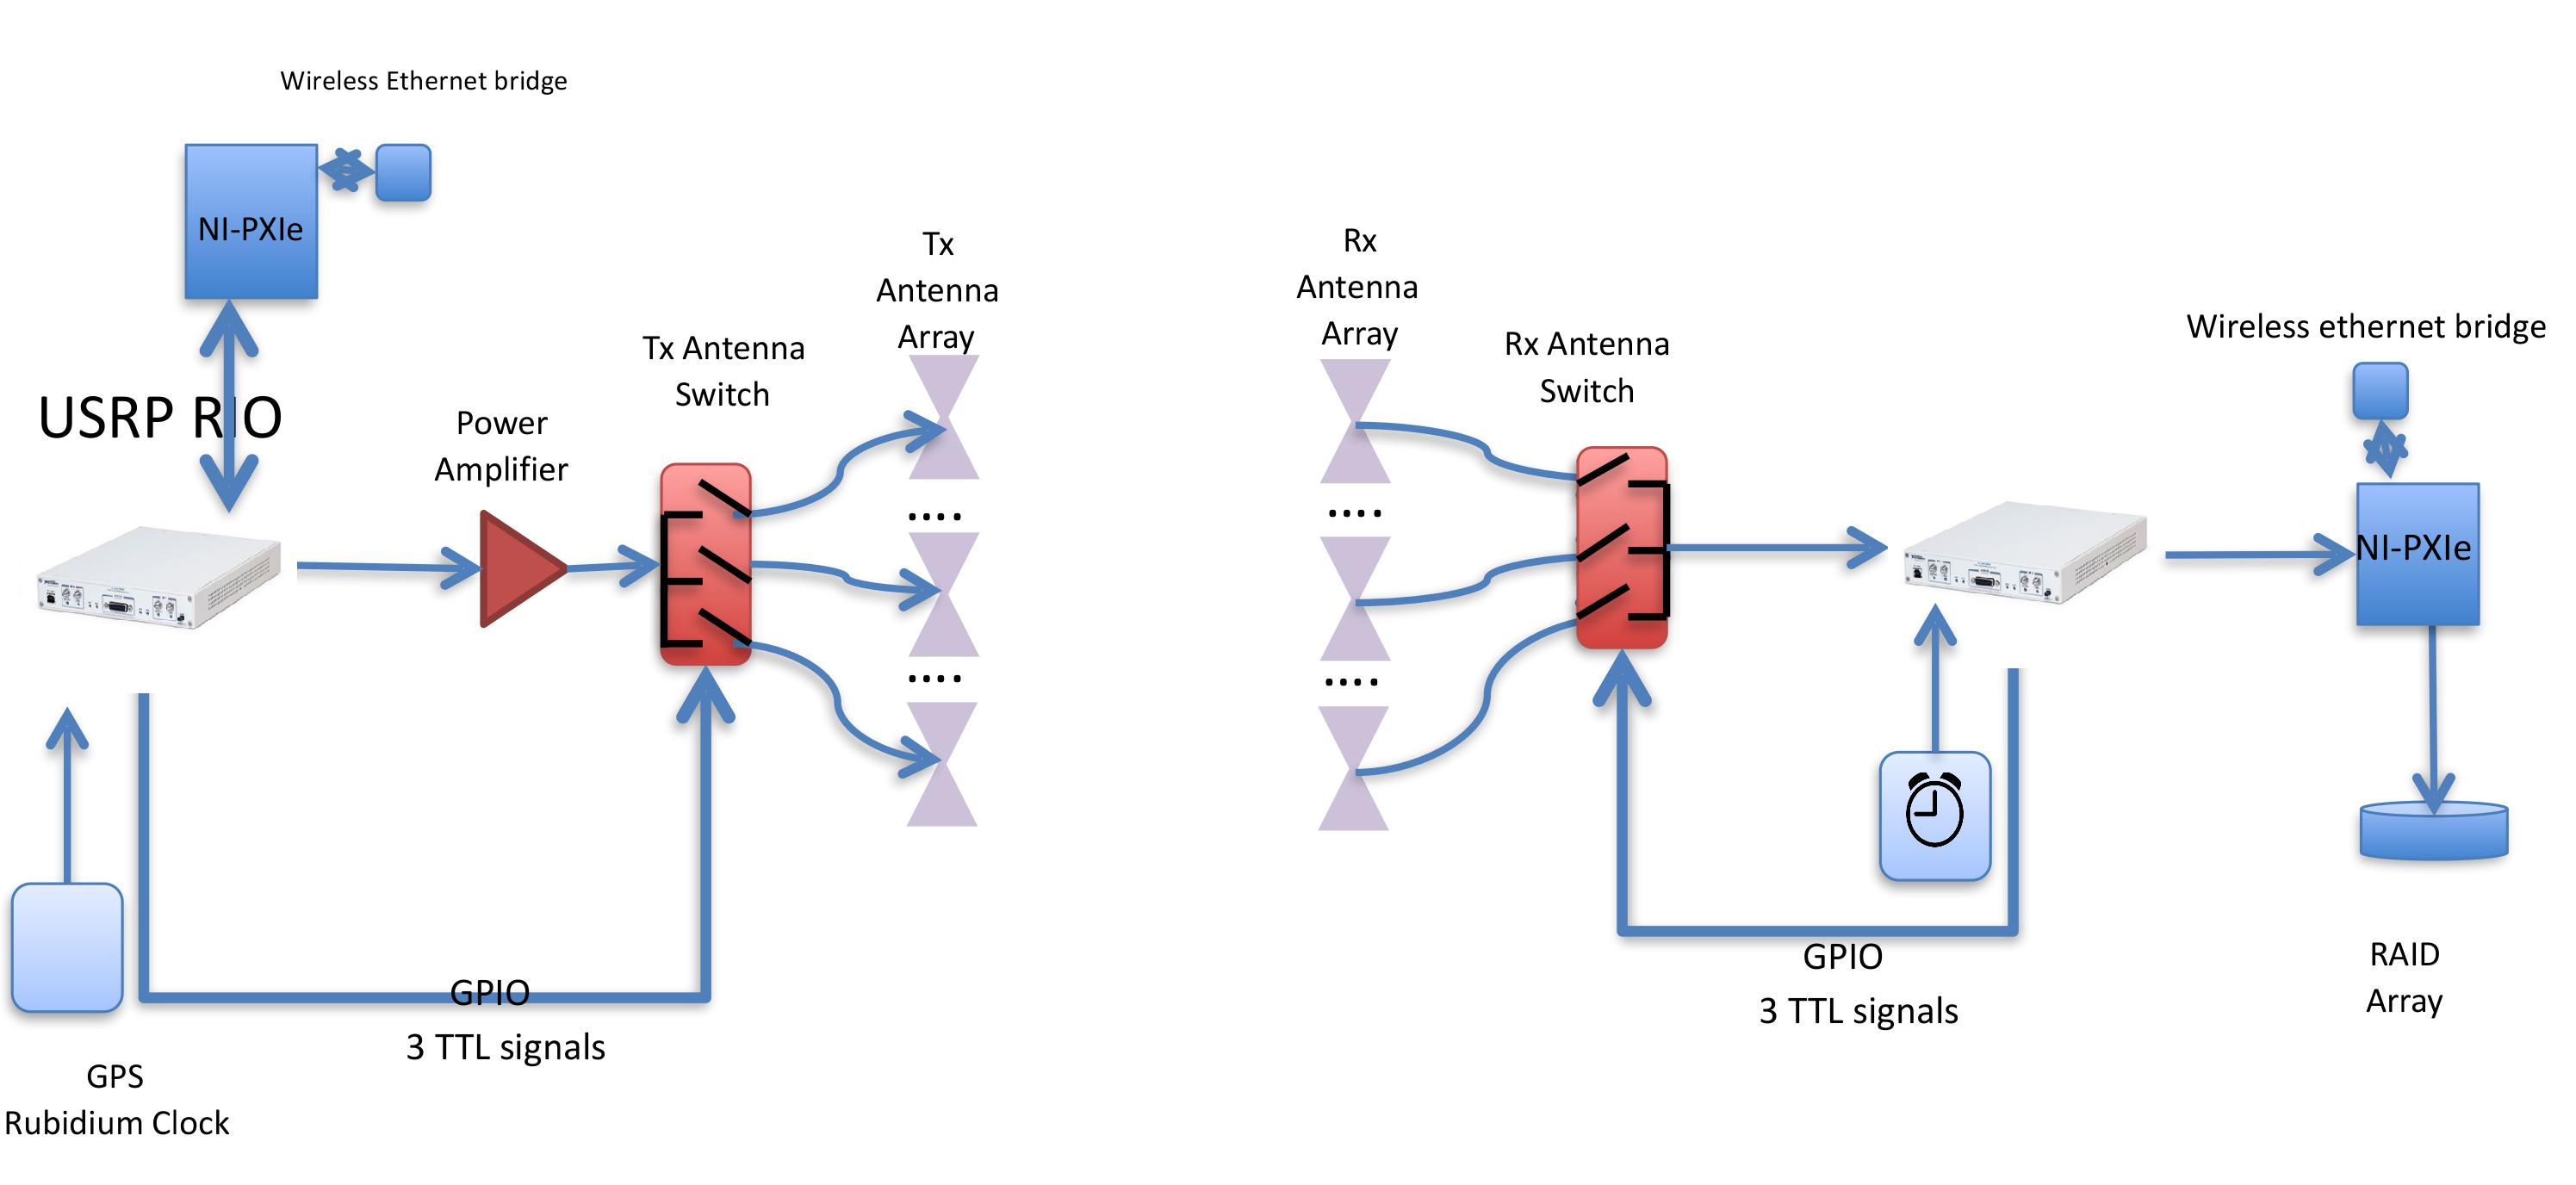 Wireless Ethernet bridge
NI-PXIe
USRP RIO
Power
Amplifier
Tx Antenna
Switch
Tx
Antenna
Array
....
....
GPIO
3 TTL signals
GPS
Rubidium Clock
Rx
Antenna
Array
....
....
Rx Antenna
Switch
GPIO
3 TTL signals
Wireless ethernet bridge
NI-PXIe
RAID
Array